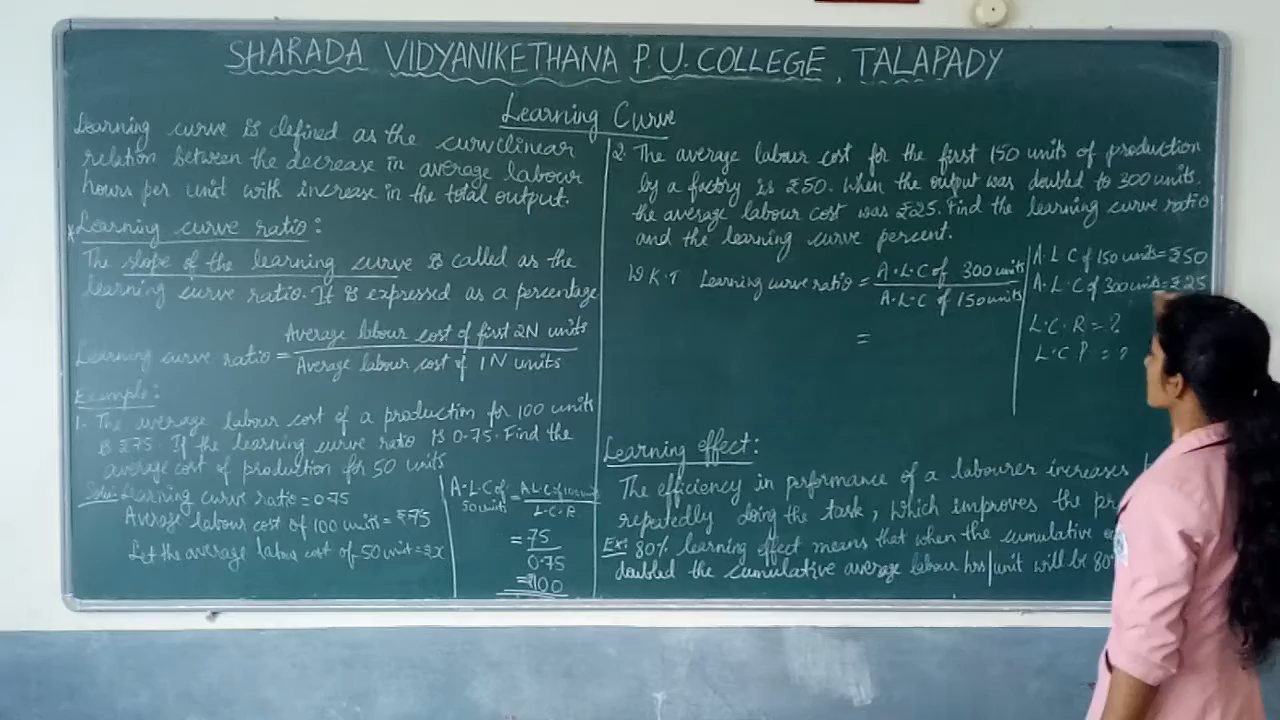 SHARADA VIDYANIKETHANA P.U. COLLEGE, TALAPADY
Learning Curve
Learning curve is defined as the curvilinear
relation between the decrease in average labour
hours per unit with increase in the total output.
* Learning curve ratio:
The slope of the learning curve is called as the
learning curve ratio. It is expressed as a percentage
Learning curve ratio = Average labour cost of first 2N units
Average labour cost of 1N units
Example:
1. The average labour cost of a production for 100 units
is ₹75. If the learning curve ratio is 0.75. Find the
average cost of production for 50 units
Soln: Learning curve ratio = 0.75
Average labour cost of 100 units = ₹75
Let the average labour cost of 50 unit = x
A.L.C of 50 units = A.L.C of 100 units
L.C.R
= 75
0.75
= 100
2. The average labour cost for the first 150 units of production
by a factory is ₹50. When the output was doubled to 300 units.
the average labour cost was ₹25. Find the learning curve ratio
and the learning curve percent.
W.K.T Learning curve ratio = A.L.C of 300 units
A.L.C of 150 units
=
A.L.C of 150 units = ₹50
A.L.C of 300 units = ₹25
L.C.R = ?
L.C P = ?
Learning effect:
The efficiency in prformance of a labourer increases
repeatedly doing the task, which improves the
Ex: 80% learning effect means that when the cumulative
doubled the cumulative average labour hrs/unit will be 80